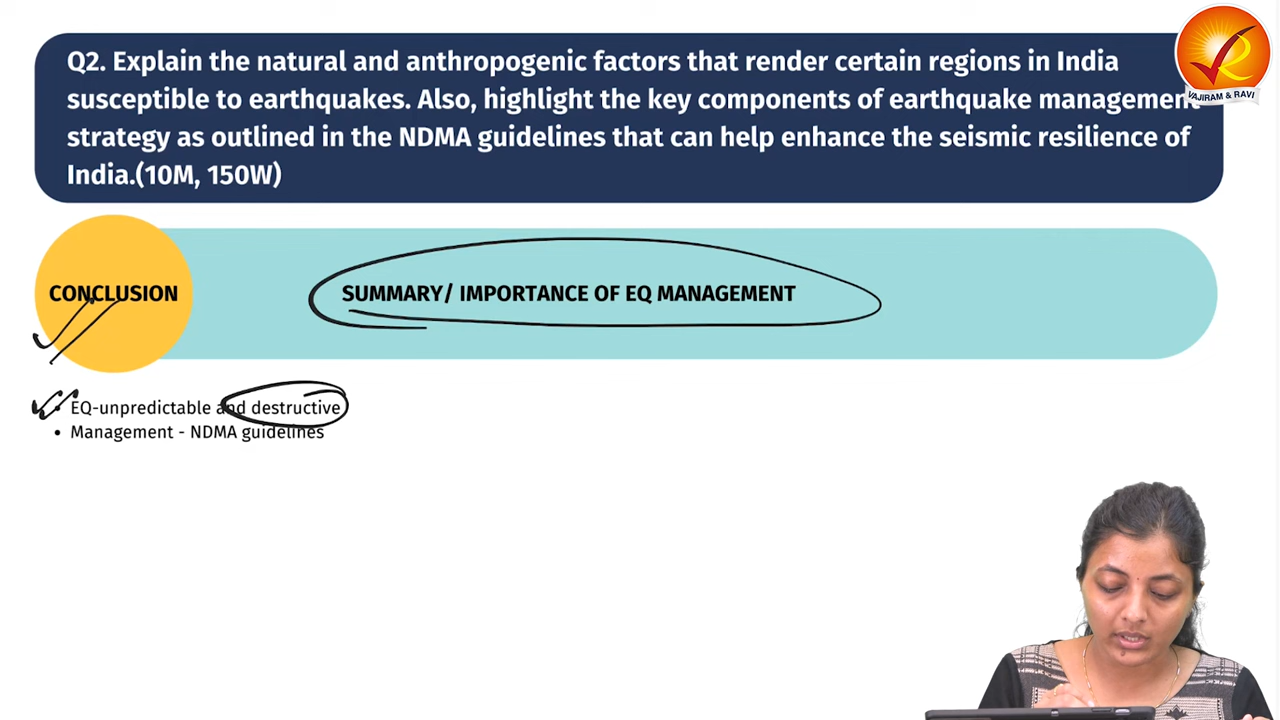 Q2. Explain the natural and anthropogenic factors that render certain regions in India
susceptible to earthquakes. Also, highlight the key components of earthquake management
strategy as outlined in the NDMA guidelines that can help enhance the seismic resilience of
India.(10M, 150W)
VAJIRAM & RAVI
CONCLUSION
SUMMARY/ IMPORTANCE OF EQ MANAGEMENT
• EQ-unpredictable and destructive
• Management - NDMA guidelines